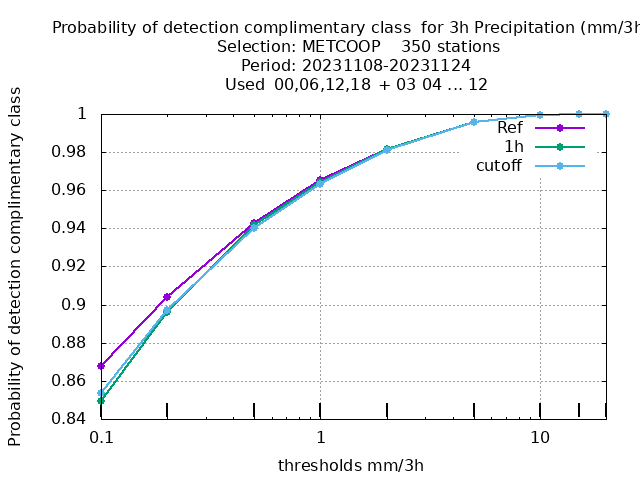 Probability of detection complimentary class  for 3h Precipitation (mm/3h
Selection: METCOOP    350 stations
Period: 20231108-20231124
Used  00,06,12,18  + 03 04 ... 12
Probability of detection complimentary class
1
0.98
0.96
0.94
0.92
0.9
0.88
0.86
0.84
Ref
1h
cutoff
0.1
1
10
thresholds mm/3h